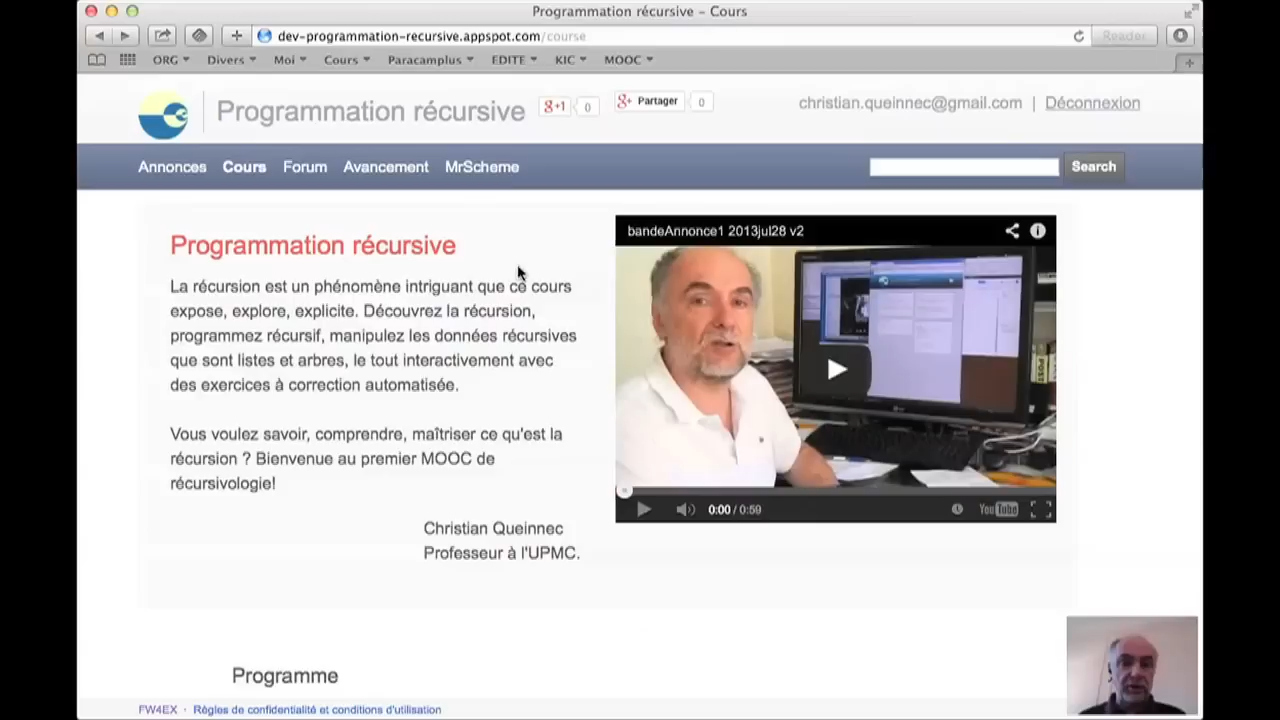 Programmation récursive – Cours
dev-programmation-recursive.appspot.com/course
Reader
ORG Divers Moi Cours Paracamplus EDITE KIC MOOC
Programmation récursive
g+1 0
g+ Partager 0
christian.queinnec@gmail.com | Déconnexion
Annonces Cours Forum Avancement MrScheme
Search
Programmation récursive
La récursion est un phénomène intriguant que ce cours
expose, explore, explicite. Découvrez la récursion,
programmez récursif, manipulez les données récursives
que sont listes et arbres, le tout interactivement avec
des exercices à correction automatisée.
Vous voulez savoir, comprendre, maîtriser ce qu'est la
récursion ? Bienvenue au premier MOOC de
récursivologie!
Christian Queinnec
Professeur à l'UPMC.
bandeAnnonce1 2013jul28 v2
0:00 / 0:59
YouTube
Programme
FW4EX · Règles de confidentialité et conditions d'utilisation